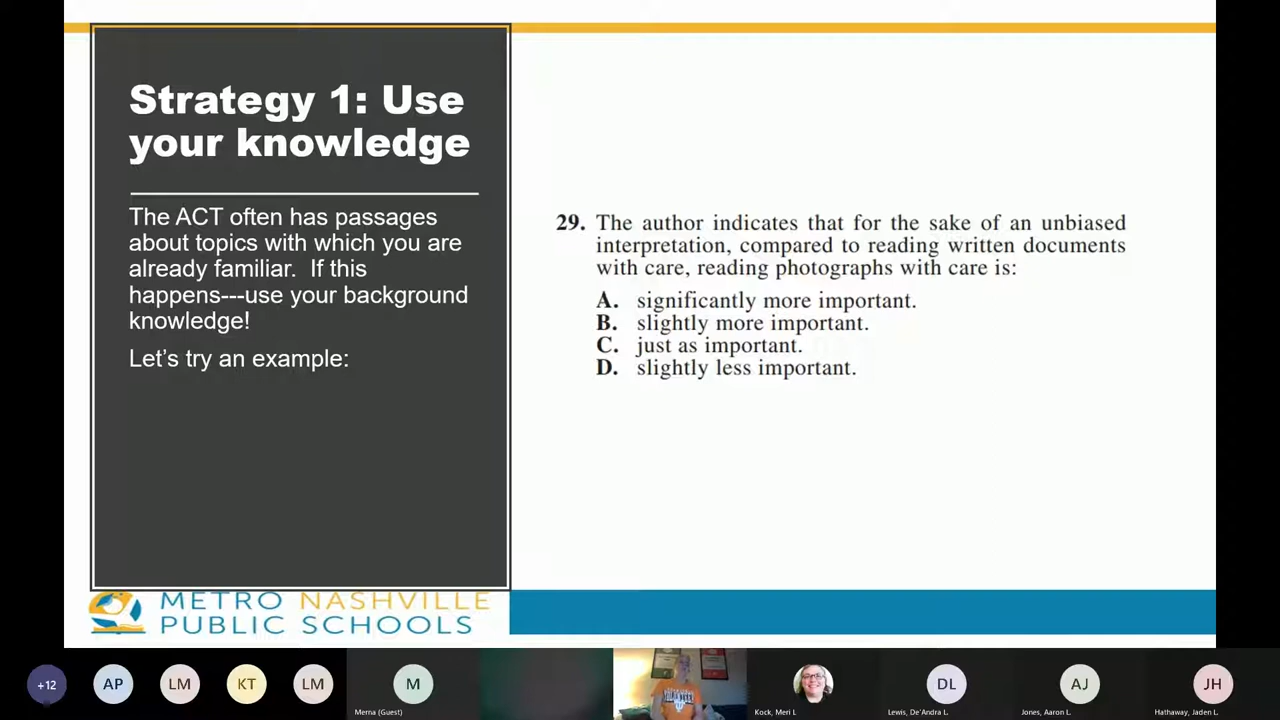 Strategy 1: Use
your knowledge
The ACT often has passages
about topics with which you are
already familiar.  If this
happens---use your background
knowledge!
Let's try an example:
29. The author indicates that for the sake of an unbiased
interpretation, compared to reading written documents
with care, reading photographs with care is:
A. significantly more important.
B. slightly more important.
C. just as important.
D. slightly less important.
METRO NASHVILLE
PUBLIC SCHOOLS
+12
AP
LM
KT
LM
M
DL
AJ
JH
Merna (Guest)
Kock, Meri L
Lewis, De'Andra L.
Jones, Aaron L.
Hathaway, Jaden L.